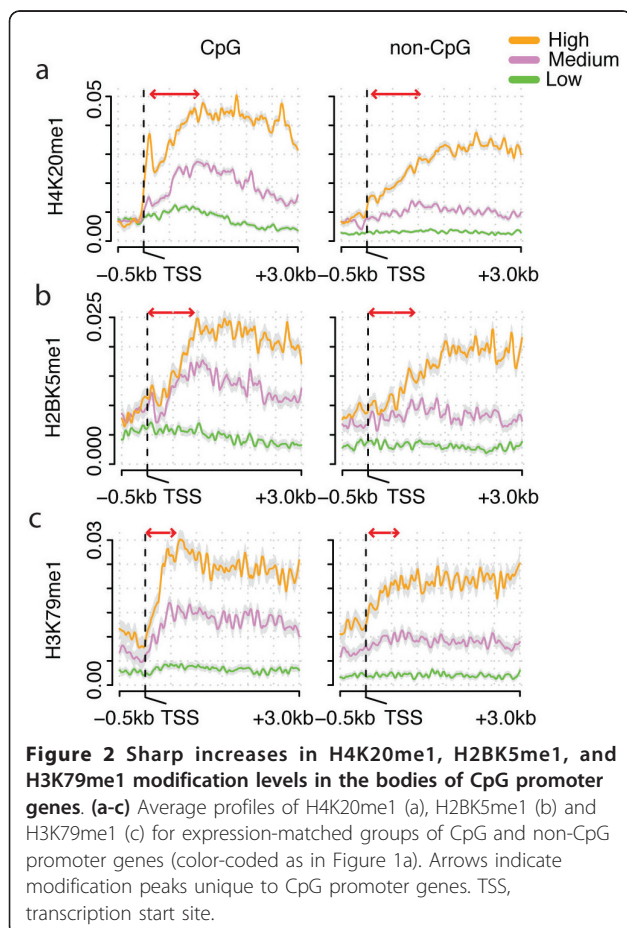 CpG
non-CpG
High
Medium
Low
a
0.05
0.00
H4K20me1
−0.5kb TSS
+3.0kb
−0.5kb TSS
+3.0kb
b
0.025
0.000
H2BK5me1
−0.5kb TSS
+3.0kb
−0.5kb TSS
+3.0kb
c
0.03
0.00
H3K79me1
−0.5kb TSS
+3.0kb
−0.5kb TSS
+3.0kb
Figure 2 Sharp increases in H4K20me1, H2BK5me1, and
H3K79me1 modification levels in the bodies of CpG promoter
genes. (a-c) Average profiles of H4K20me1 (a), H2BK5me1 (b) and
H3K79me1 (c) for expression-matched groups of CpG and non-CpG
promoter genes (color-coded as in Figure 1a). Arrows indicate
modification peaks unique to CpG promoter genes. TSS,
transcription start site.